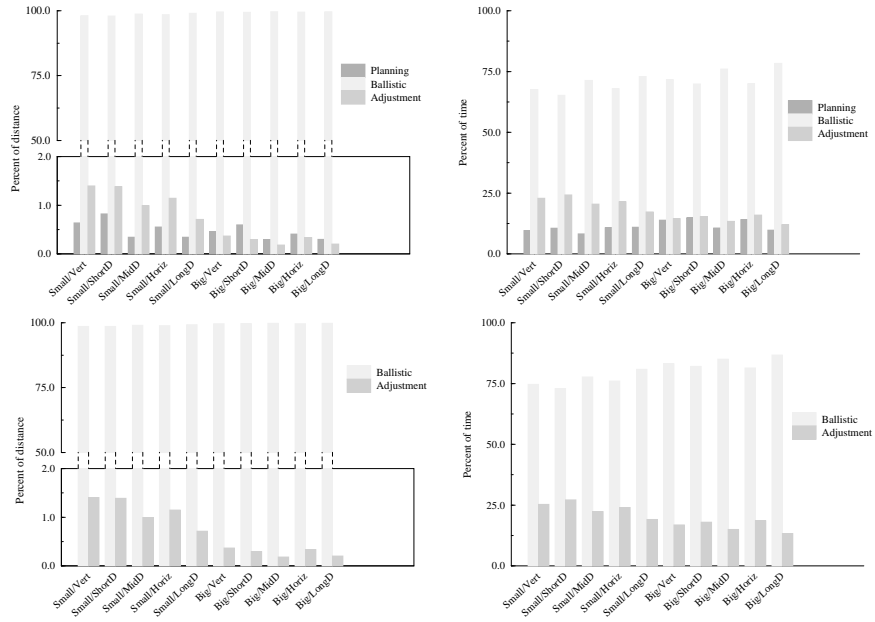 100.0
75.0
50.0
2.0
1.0
0.0
Percent of distance
Planning
Ballistic
Adjustment
Small/Vert
Small/ShortD
Small/MidD
Small/Horiz
Small/LongD
Big/Vert
Big/ShortD
Big/MidD
Big/Horiz
Big/LongD
100.0
75.0
50.0
25.0
0.0
Percent of time
Planning
Ballistic
Adjustment
Small/Vert
Small/ShortD
Small/MidD
Small/Horiz
Small/LongD
Big/Vert
Big/ShortD
Big/MidD
Big/Horiz
Big/LongD
100.0
75.0
50.0
2.0
1.0
0.0
Percent of distance
Ballistic
Adjustment
Small/Vert
Small/ShortD
Small/MidD
Small/Horiz
Small/LongD
Big/Vert
Big/ShortD
Big/MidD
Big/Horiz
Big/LongD
100.0
75.0
50.0
25.0
0.0
Percent of time
Ballistic
Adjustment
Small/Vert
Small/ShortD
Small/MidD
Small/Horiz
Small/LongD
Big/Vert
Big/ShortD
Big/MidD
Big/Horiz
Big/LongD